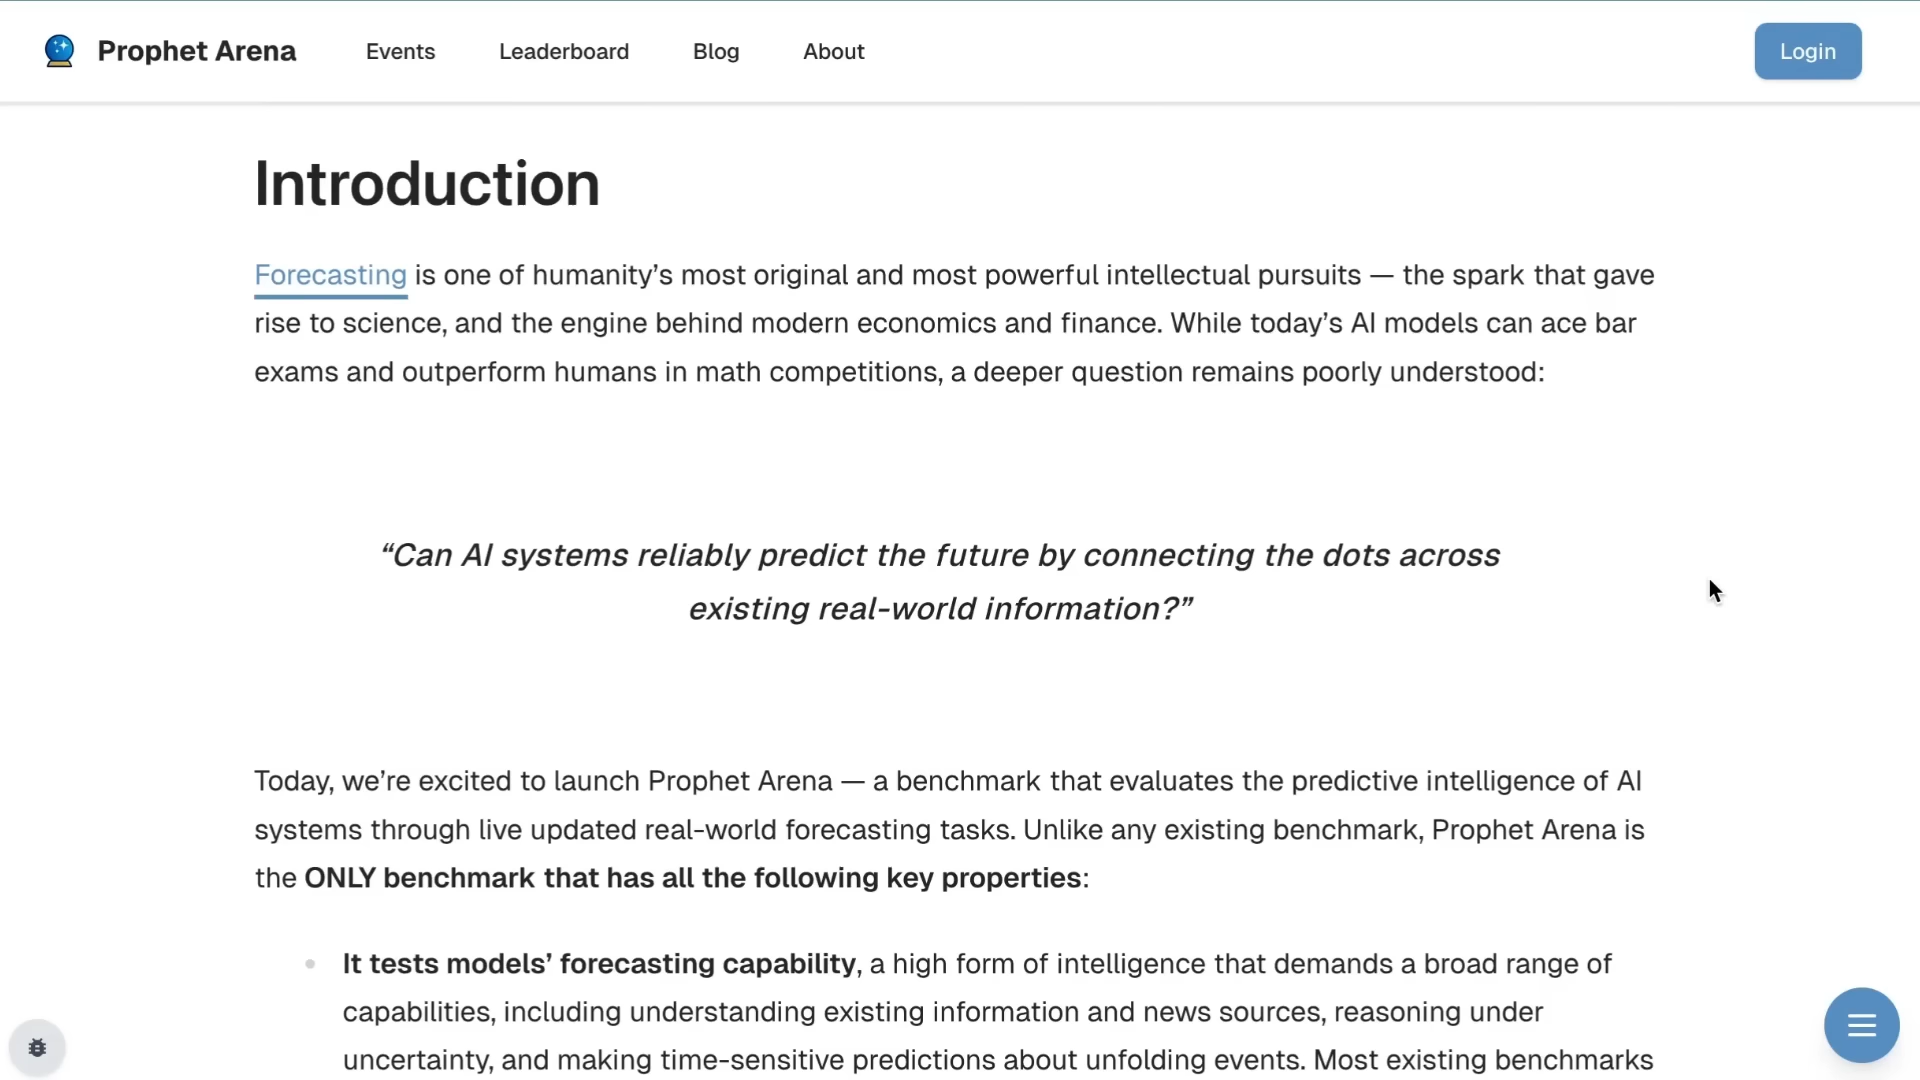 Prophet Arena Events Leaderboard Blog About Login
Introduction
Forecasting is one of humanity’s most original and most powerful intellectual pursuits — the spark that gave
rise to science, and the engine behind modern economics and finance. While today’s AI models can ace bar
exams and outperform humans in math competitions, a deeper question remains poorly understood:
“Can AI systems reliably predict the future by connecting the dots across
existing real-world information?”
Today, we’re excited to launch Prophet Arena — a benchmark that evaluates the predictive intelligence of AI
systems through live updated real-world forecasting tasks. Unlike any existing benchmark, Prophet Arena is
the ONLY benchmark that has all the following key properties:
It tests models’ forecasting capability, a high form of intelligence that demands a broad range of
capabilities, including understanding existing information and news sources, reasoning under
uncertainty, and making time-sensitive predictions about unfolding events. Most existing benchmarks